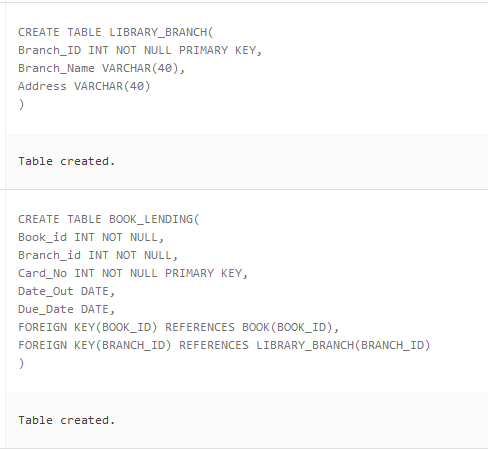 CREATE TABLE LIBRARY_BRANCH(
Branch_ID INT NOT NULL PRIMARY KEY,
Branch_Name VARCHAR(40),
Address VARCHAR(40)
)
Table created.
CREATE TABLE BOOK_LENDING(
Book_id INT NOT NULL,
Branch_id INT NOT NULL,
Card_No INT NOT NULL PRIMARY KEY,
Date_Out DATE,
Due_Date DATE,
FOREIGN KEY(BOOK_ID) REFERENCES BOOK(BOOK_ID),
FOREIGN KEY(BRANCH_ID) REFERENCES LIBRARY_BRANCH(BRANCH_ID)
)
Table created.